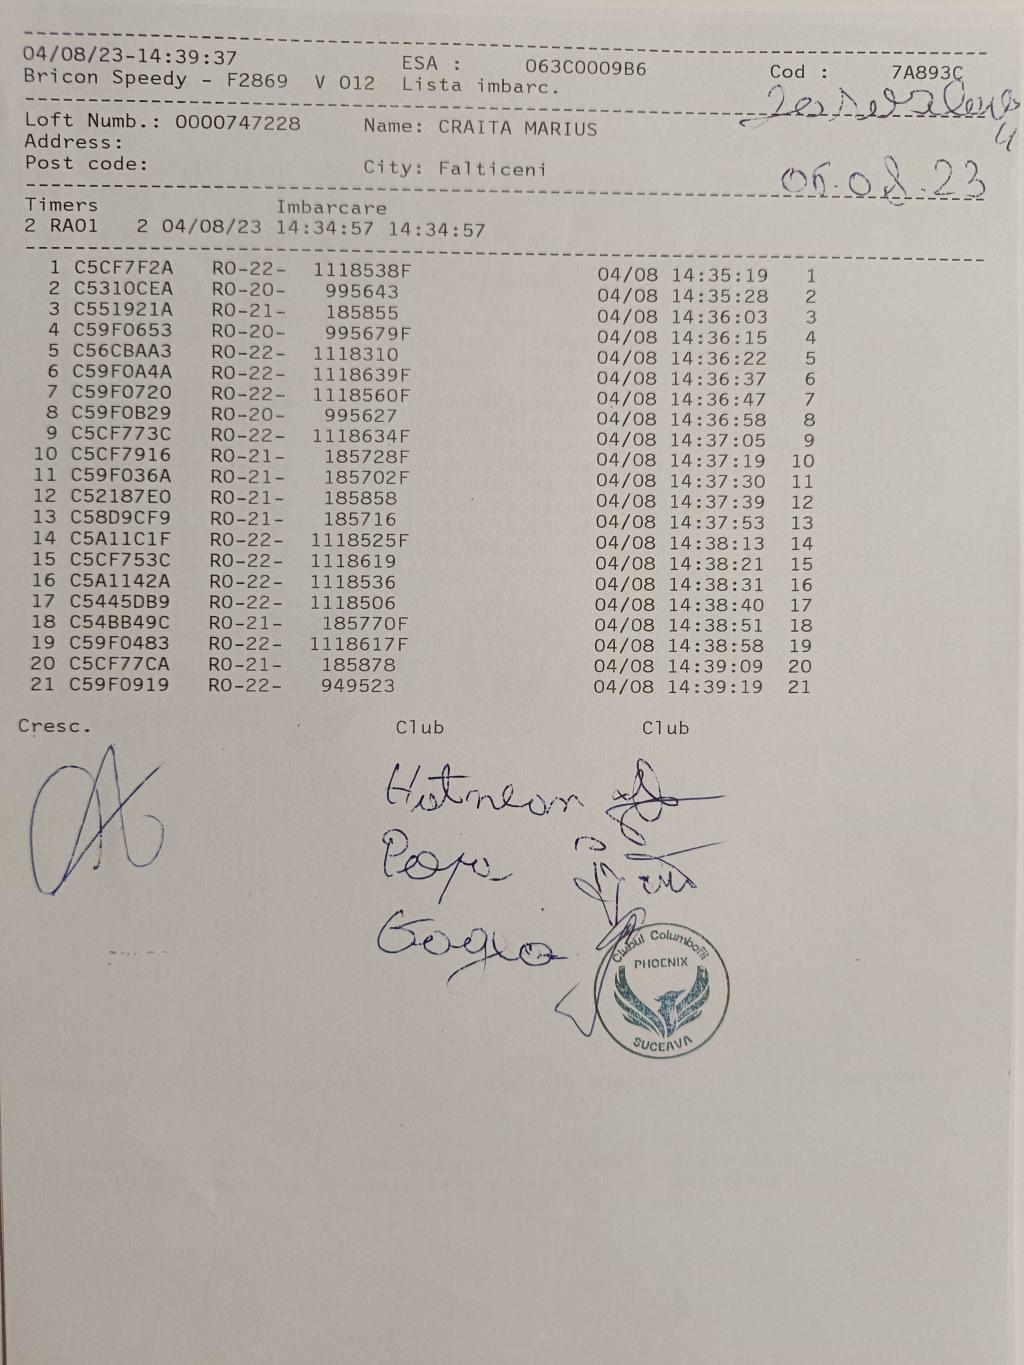 04/08/23-14:39:37 ESA : 063C0009B6 Cod : 7A893C
Bricon Speedy - F2869 V 012 Lista imbarc.
Loft Numb.: 0000747228 Name: CRAITA MARIUS
Address:
Post code: City: Falticeni
05.08.23
Timers Imbarcare
2 RA01 2 04/08/23 14:34:57 14:34:57
1 C5CF7F2A RO-22- 1118538F 04/08 14:35:19 1
2 C5310CEA RO-20- 995643 04/08 14:35:28 2
3 C551921A RO-21- 185855 04/08 14:36:03 3
4 C59F0653 RO-20- 995679F 04/08 14:36:15 4
5 C56CBAA3 RO-22- 1118310 04/08 14:36:22 5
6 C59F0A4A RO-22- 1118639F 04/08 14:36:37 6
7 C59F0720 RO-22- 1118560F 04/08 14:36:47 7
8 C59F0B29 RO-20- 995627 04/08 14:36:58 8
9 C5CF773C RO-22- 1118634F 04/08 14:37:05 9
10 C5CF7916 RO-21- 185728F 04/08 14:37:19 10
11 C59F036A RO-21- 185702F 04/08 14:37:30 11
12 C52187E0 RO-21- 185858 04/08 14:37:39 12
13 C58D9CF9 RO-21- 185716 04/08 14:37:53 13
14 C5A11C1F RO-22- 1118525F 04/08 14:38:13 14
15 C5CF753C RO-22- 1118619 04/08 14:38:21 15
16 C5A1142A RO-22- 1118536 04/08 14:38:31 16
17 C5445DB9 RO-22- 1118506 04/08 14:38:40 17
18 C54BB49C RO-21- 185770F 04/08 14:38:51 18
19 C59F0483 RO-22- 1118617F 04/08 14:38:58 19
20 C5CF77CA RO-21- 185878 04/08 14:39:09 20
21 C59F0919 RO-22- 949523 04/08 14:39:19 21
Cresc. Club Club
Popa
Clubul Columbofil
PHOENIX
SUCEAVA